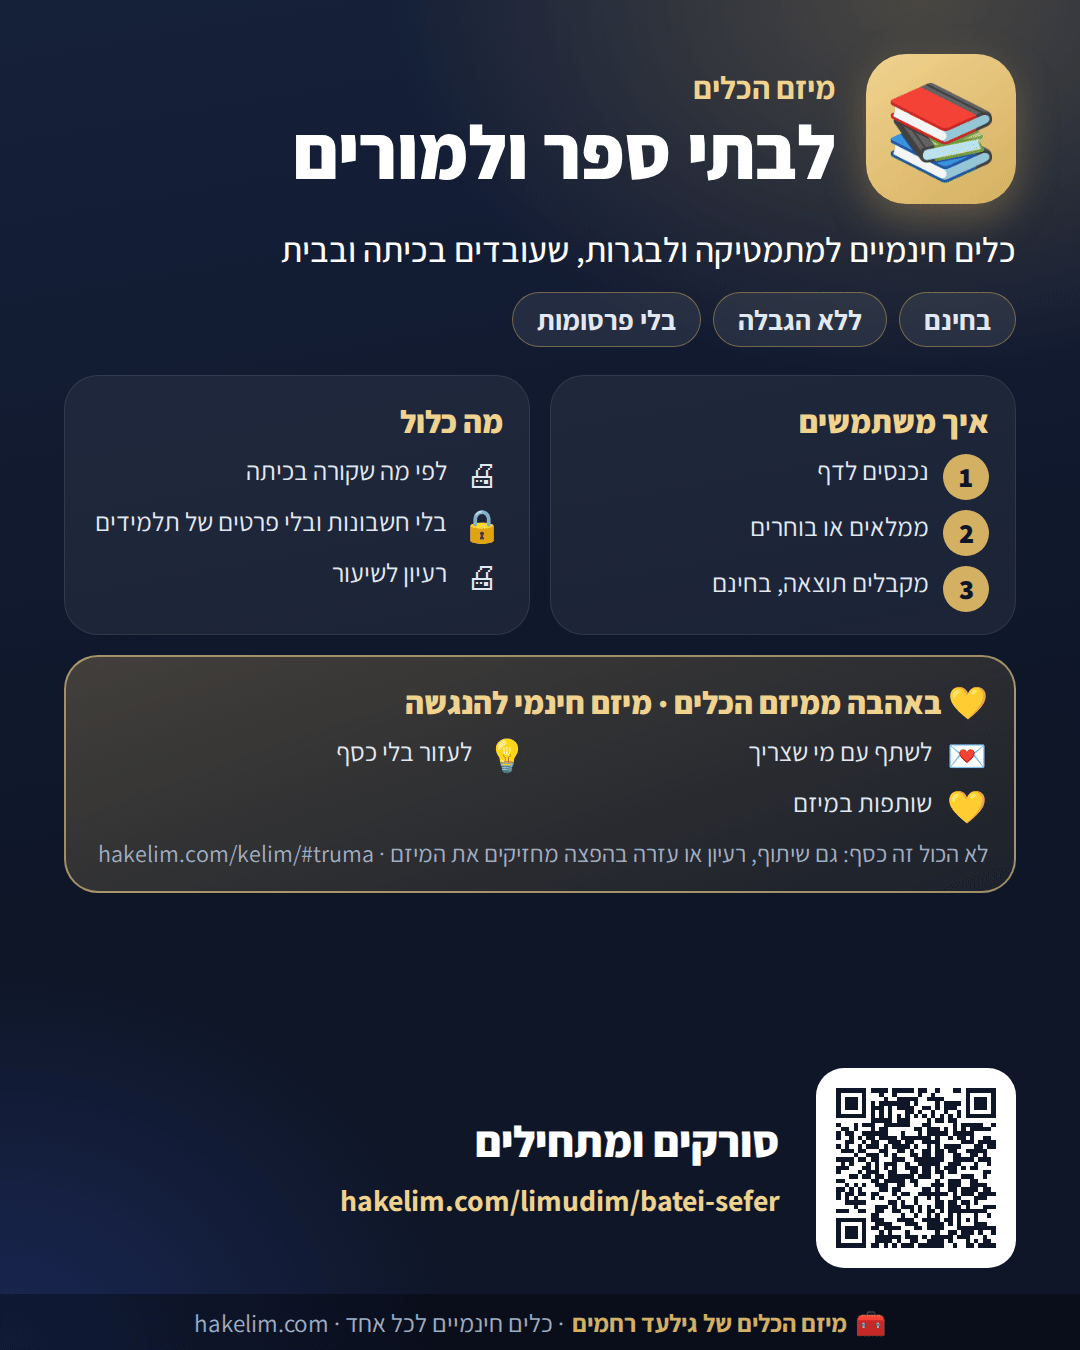 מיזם הכלים
לבתי ספר ולמורים
כלים חינמיים למתמטיקה ולבגרות, שעובדים בכיתה ובבית
בחינם
ללא הגבלה
בלי פרסומות
איך משתמשים
1 נכנסים לדף
2 ממלאים או בוחרים
3 מקבלים תוצאה, בחינם
מה כלול
לפי מה שקורה בכיתה
בלי חשבונות ובלי פרטים של תלמידים
רעיון לשיעור
באהבה ממיזם הכלים · מיזם חינמי להנגשה
לשתף עם מי שצריך
לעזור בלי כסף
שותפות במיזם
לא הכול זה כסף: גם שיתוף, רעיון או עזרה בהפצה מחזיקים את המיזם · hakelim.com/kelim/#truma
סורקים ומתחילים
hakelim.com/limudim/batei-sefer
מיזם הכלים של גילעד רחמים · כלים חינמיים לכל אחד · hakelim.com